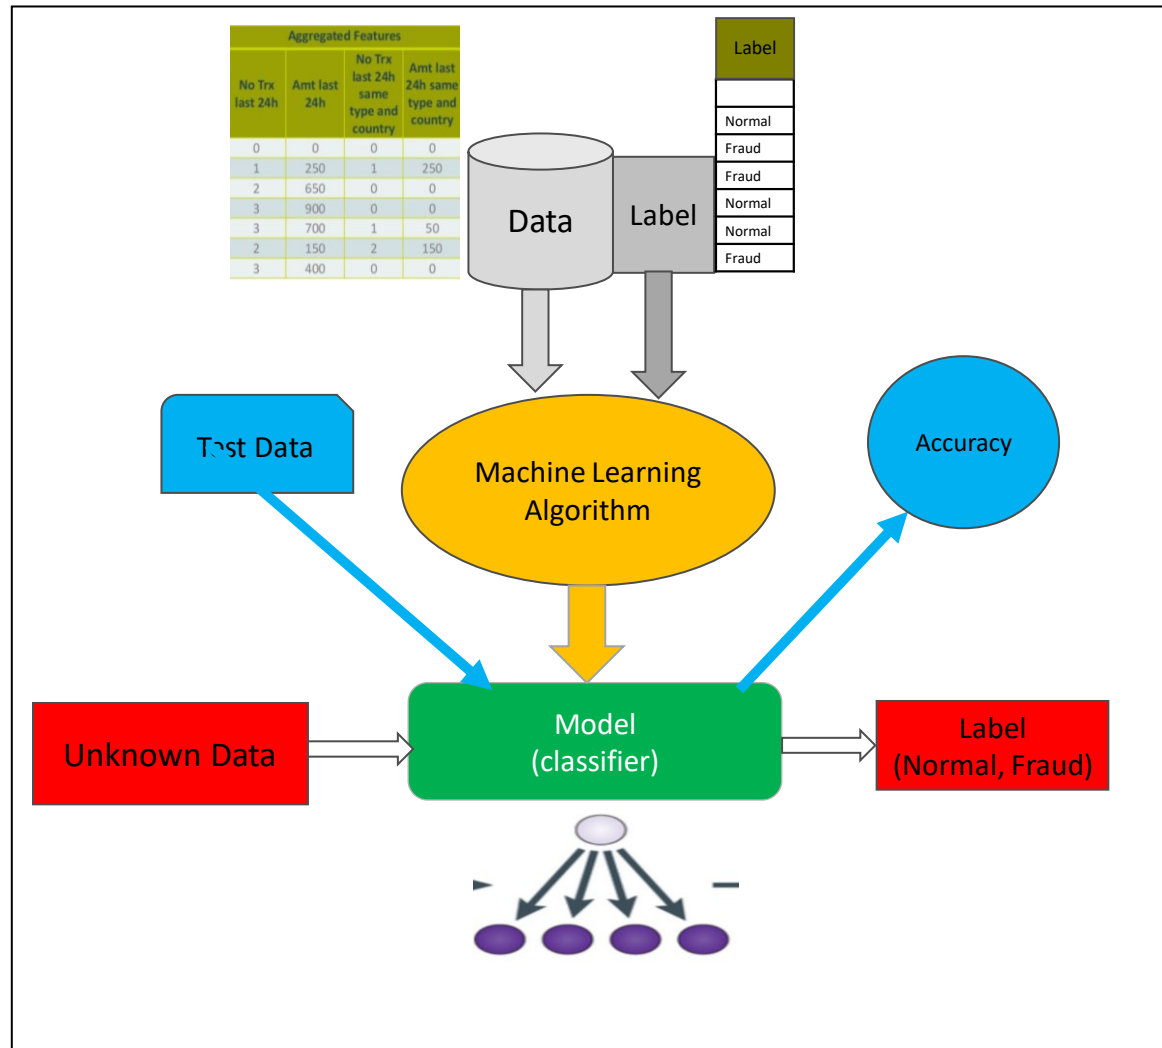 Aggregated Features
No Trx last 24h
Amt last 24h
No Trx last 24h same type and country
Amt last 24h same type and country
0 0 0 0
1 250 1 250
2 650 0 0
3 900 0 0
3 700 1 50
2 150 2 150
3 400 0 0
Label
Normal
Fraud
Fraud
Normal
Normal
Fraud
Data
Label
Test Data
Machine Learning
Algorithm
Accuracy
Unknown Data
Model
(classifier)
Label
(Normal, Fraud)